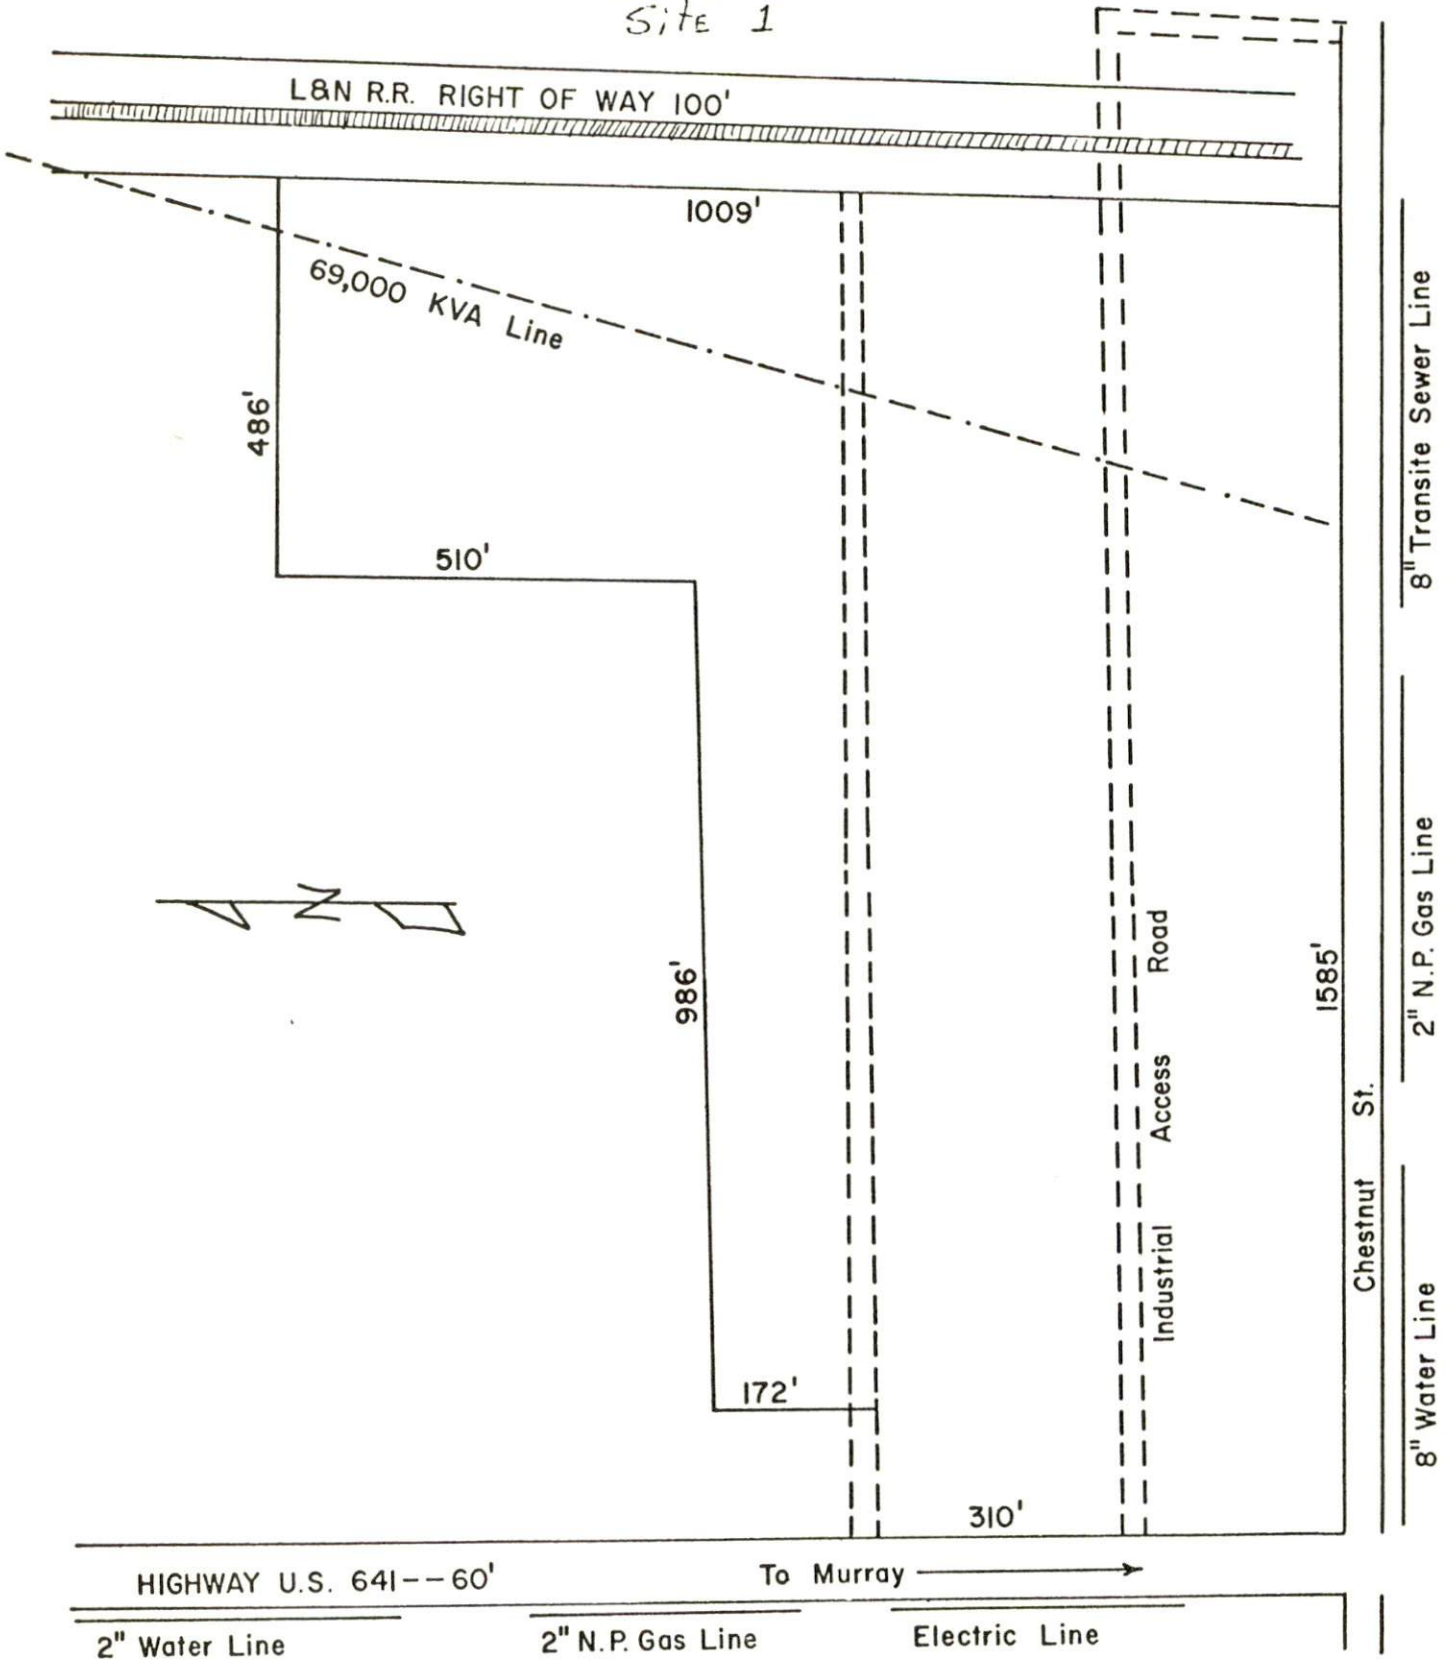 SitE 1
L&N R.R. RIGHT OF WAY 100'
1009'
69,000 KVA Line
486'
510'
8" Transite Sewer Line
N
986'
Industrial Access Road
1585'
2" N.P. Gas Line
Chestnut St.
172'
8" Water Line
310'
HIGHWAY U.S. 641--60'
To Murray
2" Water Line
2" N.P. Gas Line
Electric Line